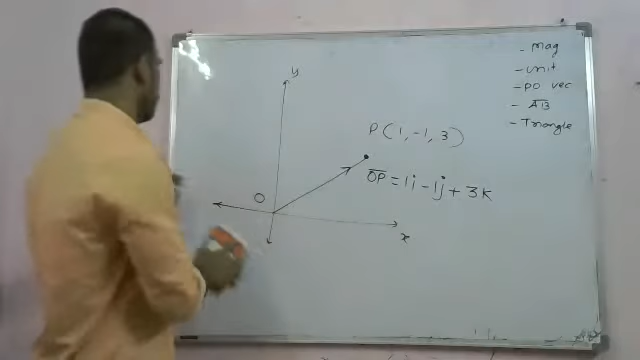 - Mag
- Unit
- PO Vec
- AB
- Triangle
y
P(1,-1,3)
OP = 1i - 1j + 3k
O
x